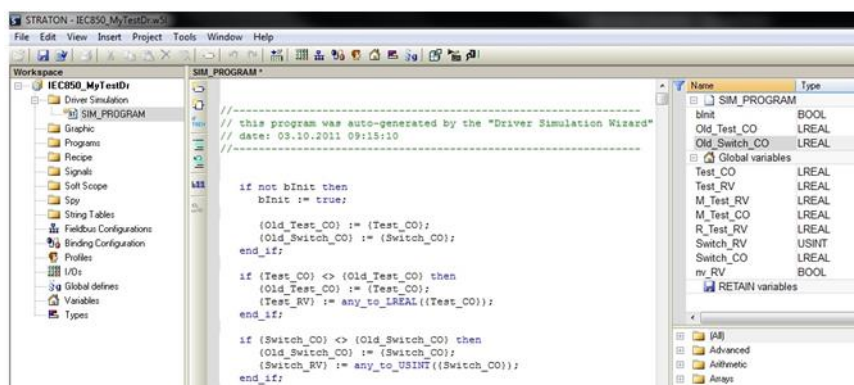 STRATON - IEC850_MyTestDr.w5l
File Edit View Insert Project Tools Window Help
Workspace
IEC850_MyTestDr
Driver Simulation
SIM_PROGRAM
Graphic
Programs
Recipe
Signals
Soft Scope
Spy
String Tables
Fieldbus Configurations
Binding Configuration
Profiles
I/Os
Global defines
Variables
Types
SIM_PROGRAM *
//---------------------------------------------------------------
// this program was auto-generated by the "Driver Simulation Wizard"
// date: 03.10.2011 09:15:10
//---------------------------------------------------------------
if not bInit then
bInit := true;
{Old_Test_CO} := {Test_CO};
{Old_Switch_CO} := {Switch_CO};
end_if;
if {Test_CO} <> {Old_Test_CO} then
{Old_Test_CO} := {Test_CO};
{Test_RV} := any_to_LREAL({Test_CO});
end_if;
if {Switch_CO} <> {Old_Switch_CO} then
{Old_Switch_CO} := {Switch_CO};
{Switch_RV} := any_to_USINT({Switch_CO});
end_if;
Name Type
SIM_PROGRAM
bInit BOOL
Old_Test_CO LREAL
Old_Switch_CO LREAL
Global variables
Test_CO LREAL
Test_RV LREAL
M_Test_RV LREAL
M_Test_CO LREAL
R_Test_RV LREAL
Switch_RV USINT
Switch_CO LREAL
nv_RV BOOL
RETAIN variables
(All)
Advanced
Arithmetic
Arrays